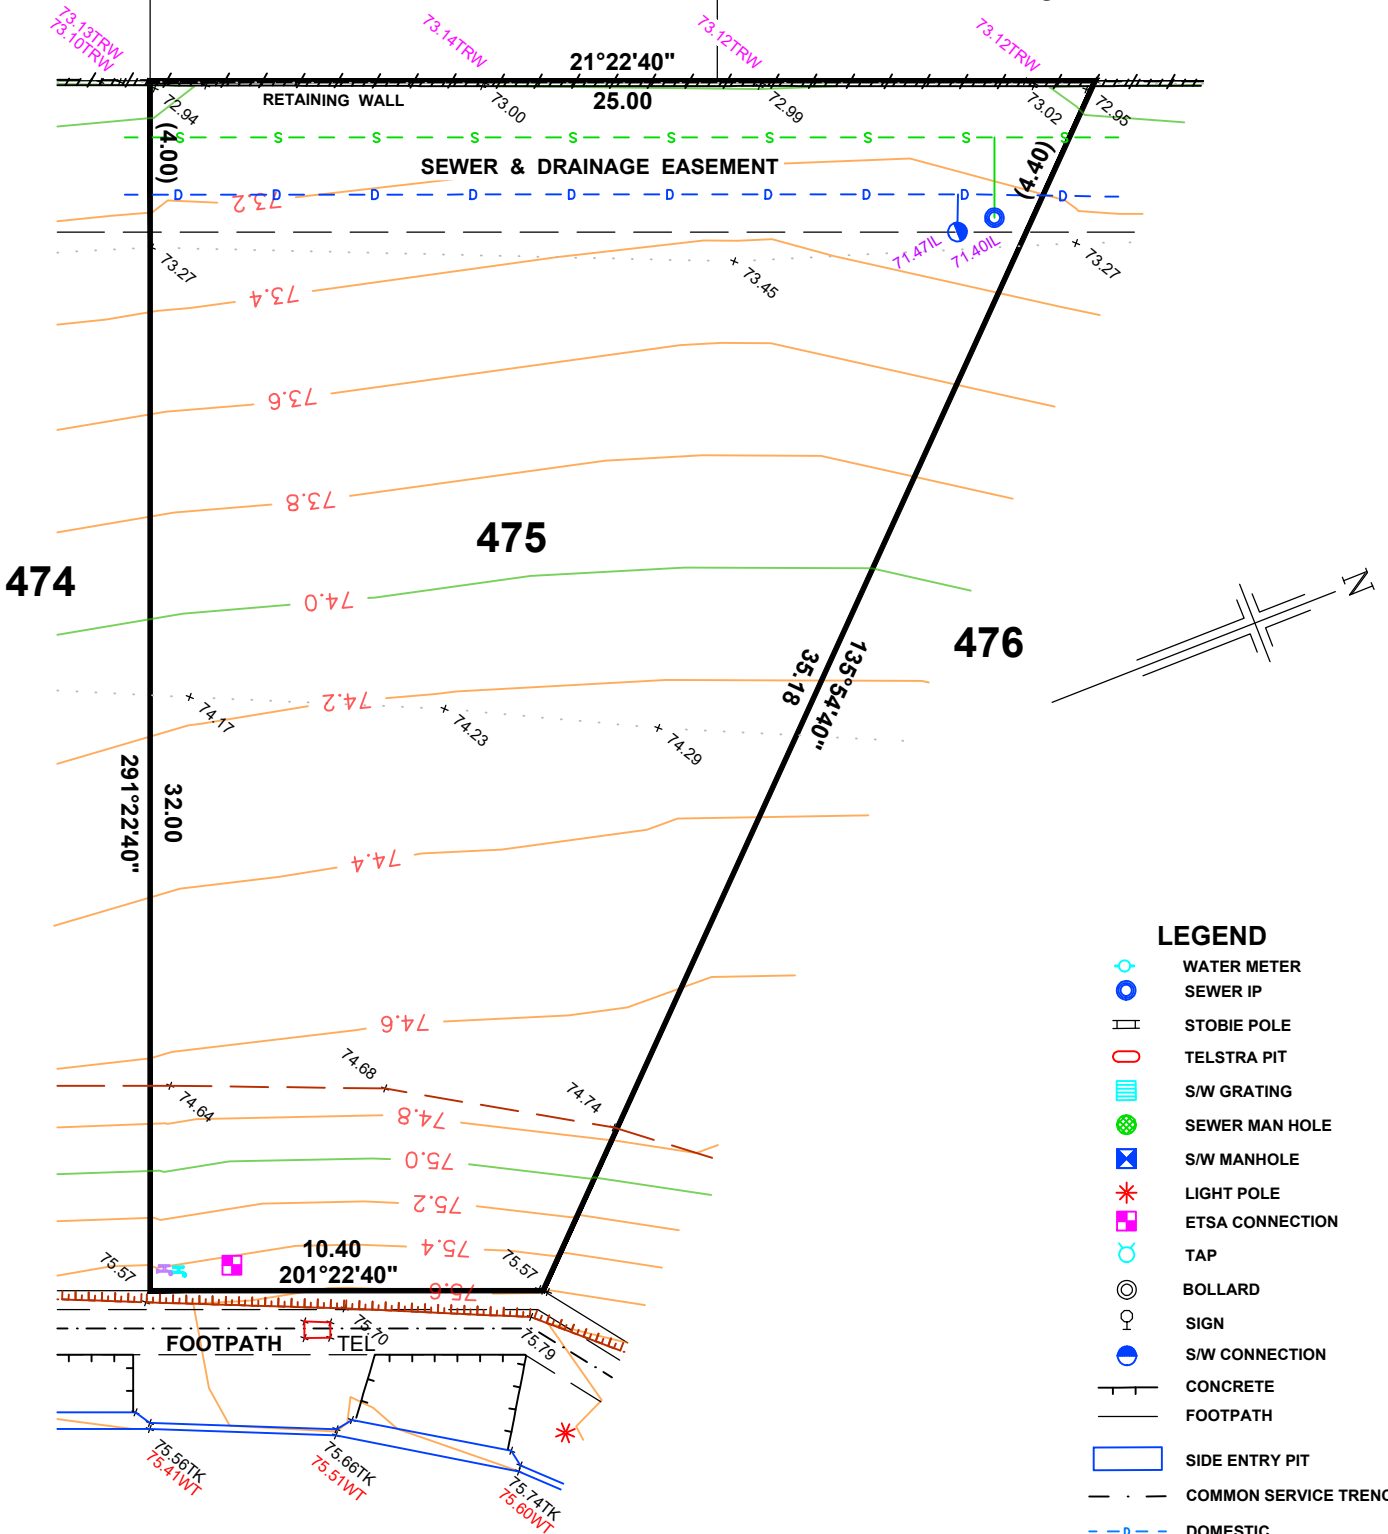 73.13TRW
73.10TRW
73.14TRW
73.12TRW
73.12TRW
21°22'40"
25.00
RETAINING WALL
72.94
73.00
72.99
73.02
72.95
(4.00)
(4.40)
S S S S S S S S S S
SEWER & DRAINAGE EASEMENT
D D D D D D D D D D
73.2
71.47IL
71.40IL
73.27
73.45
73.27
73.4
73.6
73.8
475
474
74.0
476
N
135°54'40"
35.18
74.2
74.17
74.23
74.29
291°22'40"
32.00
74.4
74.6
74.68
74.64
74.74
74.8
75.0
75.2
75.4
75.57
10.40
201°22'40"
75.57
75.6
75.70
75.79
FOOTPATH
TEL
75.56TK
75.41WT
75.66TK
75.51WT
75.74TK
75.60WT
LEGEND
WATER METER
SEWER IP
STOBIE POLE
TELSTRA PIT
S/W GRATING
SEWER MAN HOLE
S/W MANHOLE
LIGHT POLE
ETSA CONNECTION
TAP
BOLLARD
SIGN
S/W CONNECTION
CONCRETE
FOOTPATH
SIDE ENTRY PIT
COMMON SERVICE TRENC
D DOMESTIC